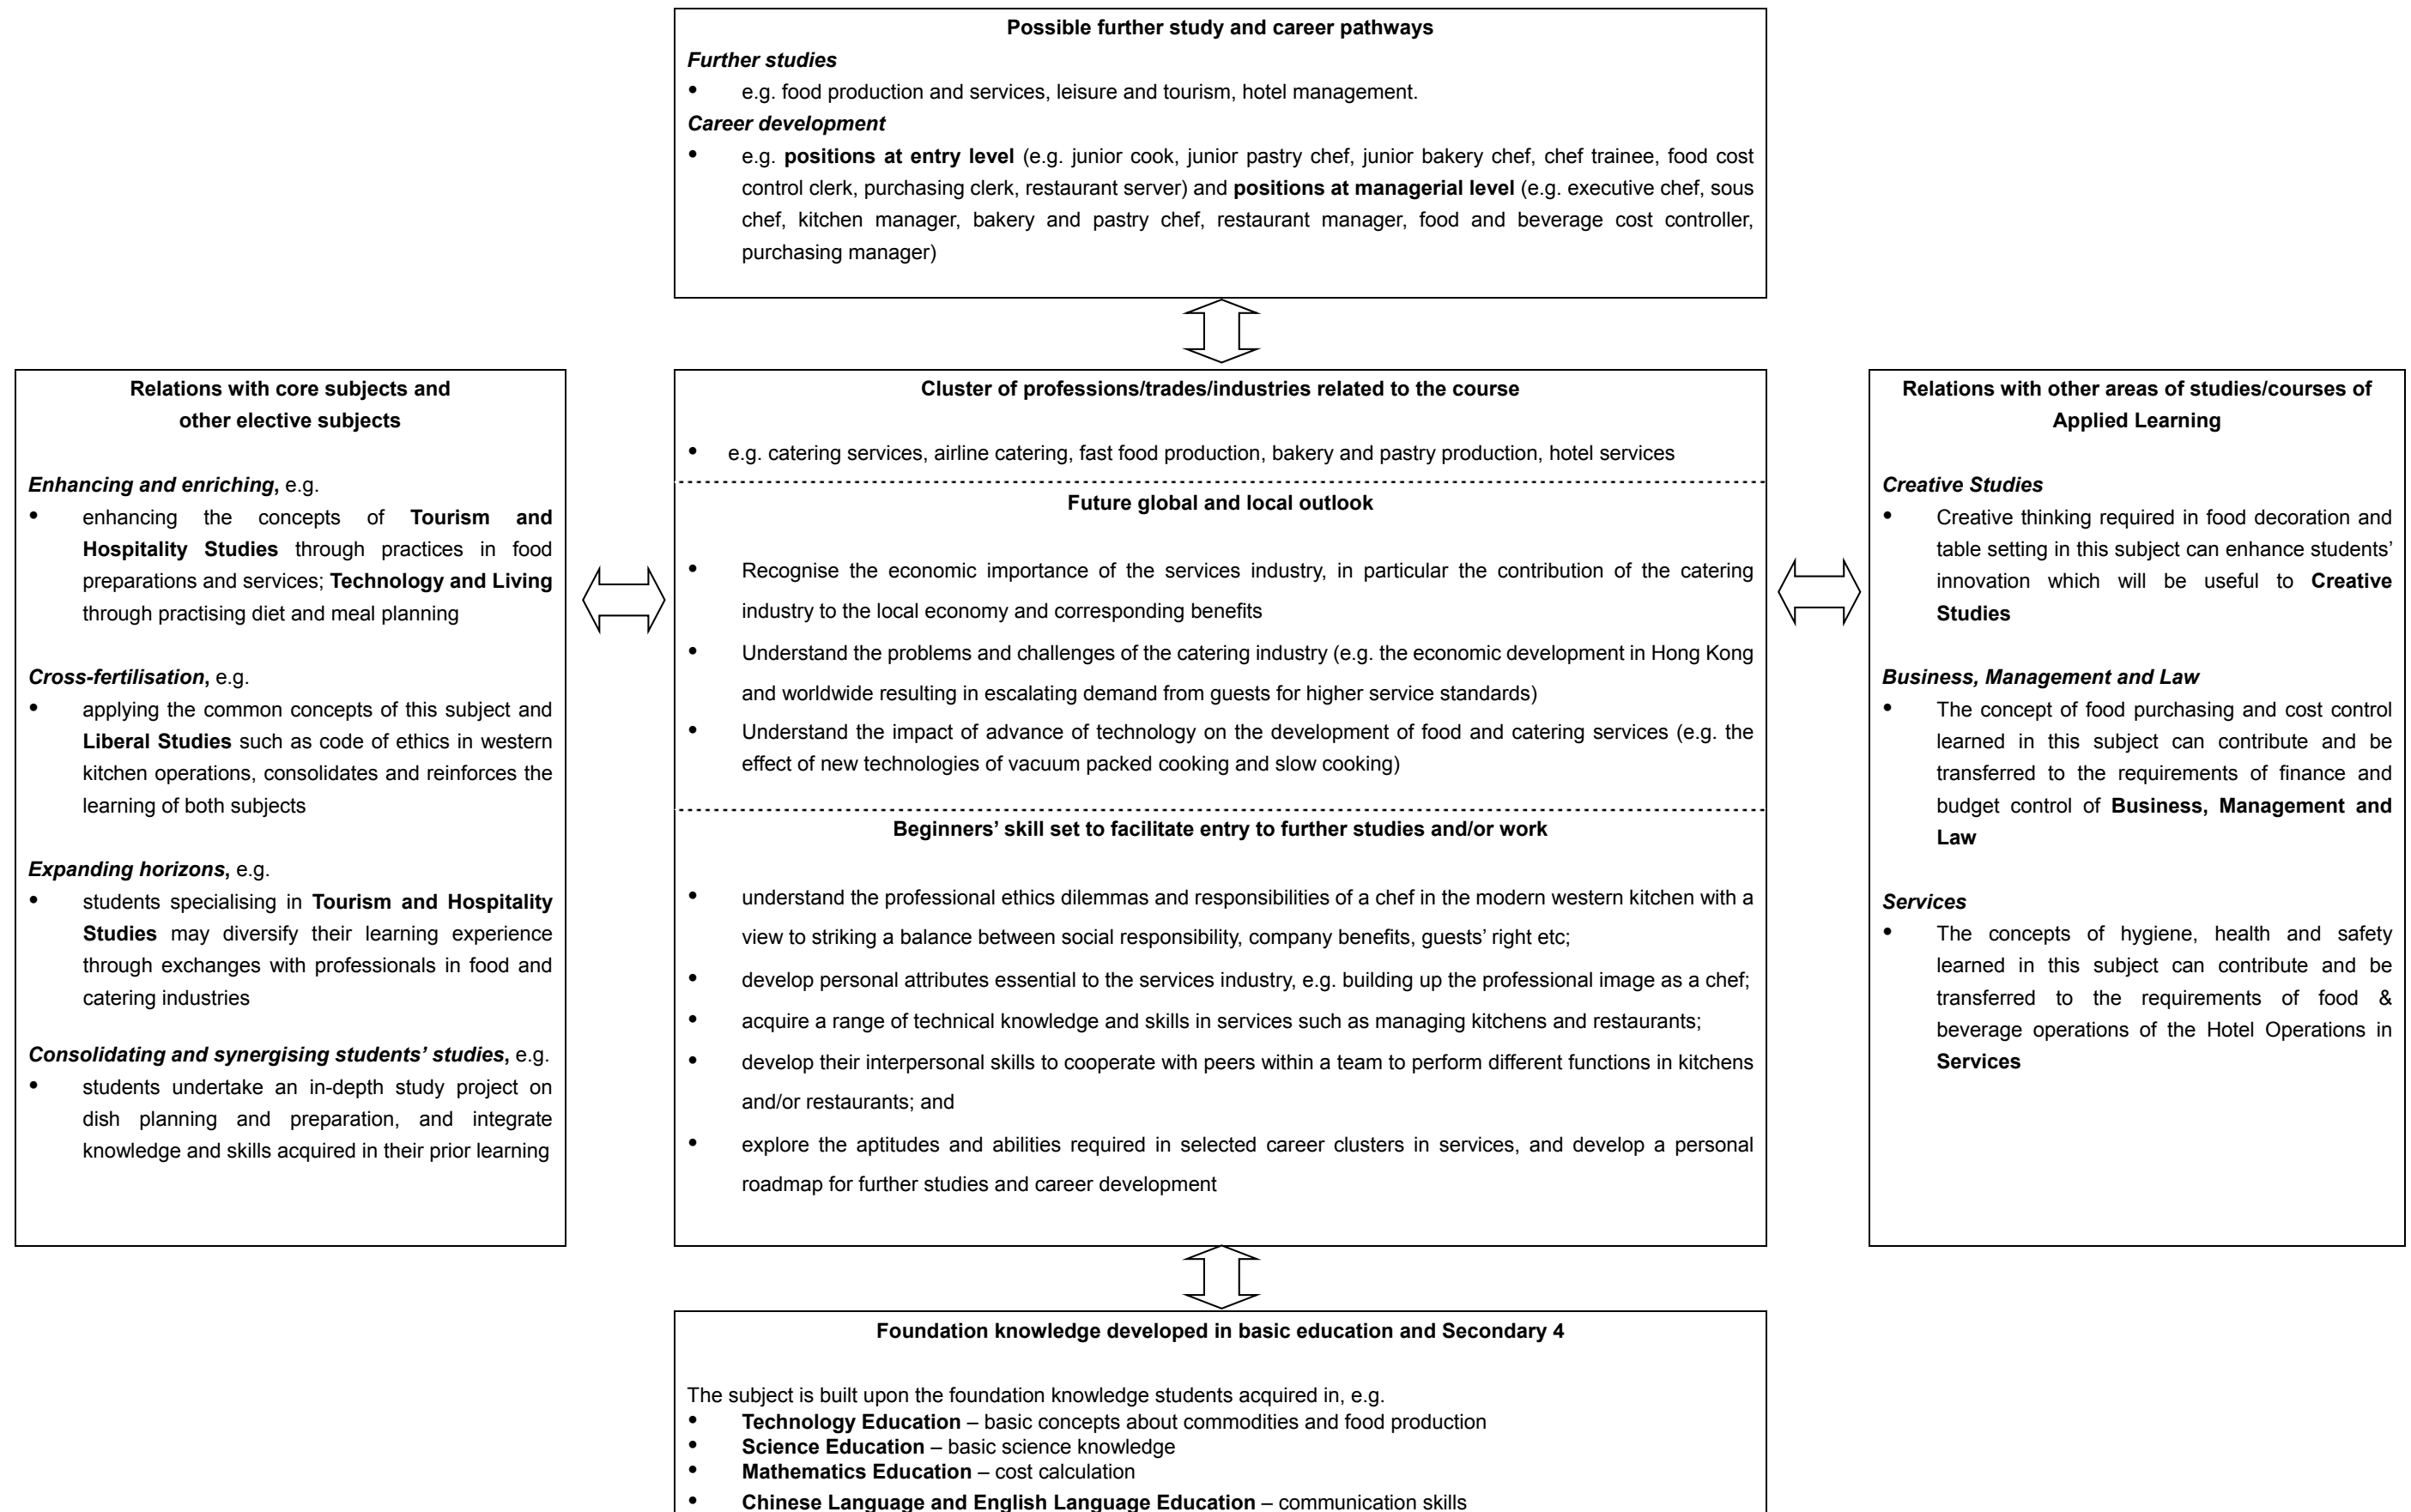 Possible further study and career pathways
Further studies
• e.g. food production and services, leisure and tourism, hotel management.
Career development
• e.g. positions at entry level (e.g. junior cook, junior pastry chef, junior bakery chef, chef trainee, food cost
control clerk, purchasing clerk, restaurant server) and positions at managerial level (e.g. executive chef, sous
chef, kitchen manager, bakery and pastry chef, restaurant manager, food and beverage cost controller,
purchasing manager)
Relations with core subjects and
other elective subjects
Enhancing and enriching, e.g.
• enhancing the concepts of Tourism and
Hospitality Studies through practices in food
preparations and services; Technology and Living
through practising diet and meal planning
Cross-fertilisation, e.g.
• applying the common concepts of this subject and
Liberal Studies such as code of ethics in western
kitchen operations, consolidates and reinforces the
learning of both subjects
Expanding horizons, e.g.
• students specialising in Tourism and Hospitality
Studies may diversify their learning experience
through exchanges with professionals in food and
catering industries
Consolidating and synergising students’ studies, e.g.
• students undertake an in-depth study project on
dish planning and preparation, and integrate
knowledge and skills acquired in their prior learning
Cluster of professions/trades/industries related to the course
• e.g. catering services, airline catering, fast food production, bakery and pastry production, hotel services
Future global and local outlook
• Recognise the economic importance of the services industry, in particular the contribution of the catering
industry to the local economy and corresponding benefits
• Understand the problems and challenges of the catering industry (e.g. the economic development in Hong Kong
and worldwide resulting in escalating demand from guests for higher service standards)
• Understand the impact of advance of technology on the development of food and catering services (e.g. the
effect of new technologies of vacuum packed cooking and slow cooking)
Beginners’ skill set to facilitate entry to further studies and/or work
• understand the professional ethics dilemmas and responsibilities of a chef in the modern western kitchen with a
view to striking a balance between social responsibility, company benefits, guests’ right etc;
• develop personal attributes essential to the services industry, e.g. building up the professional image as a chef;
• acquire a range of technical knowledge and skills in services such as managing kitchens and restaurants;
• develop their interpersonal skills to cooperate with peers within a team to perform different functions in kitchens
and/or restaurants; and
• explore the aptitudes and abilities required in selected career clusters in services, and develop a personal
roadmap for further studies and career development
Relations with other areas of studies/courses of
Applied Learning
Creative Studies
• Creative thinking required in food decoration and
table setting in this subject can enhance students’
innovation which will be useful to Creative
Studies
Business, Management and Law
• The concept of food purchasing and cost control
learned in this subject can contribute and be
transferred to the requirements of finance and
budget control of Business, Management and
Law
Services
• The concepts of hygiene, health and safety
learned in this subject can contribute and be
transferred to the requirements of food &
beverage operations of the Hotel Operations in
Services
Foundation knowledge developed in basic education and Secondary 4
The subject is built upon the foundation knowledge students acquired in, e.g.
• Technology Education – basic concepts about commodities and food production
• Science Education – basic science knowledge
• Mathematics Education – cost calculation
• Chinese Language and English Language Education – communication skills